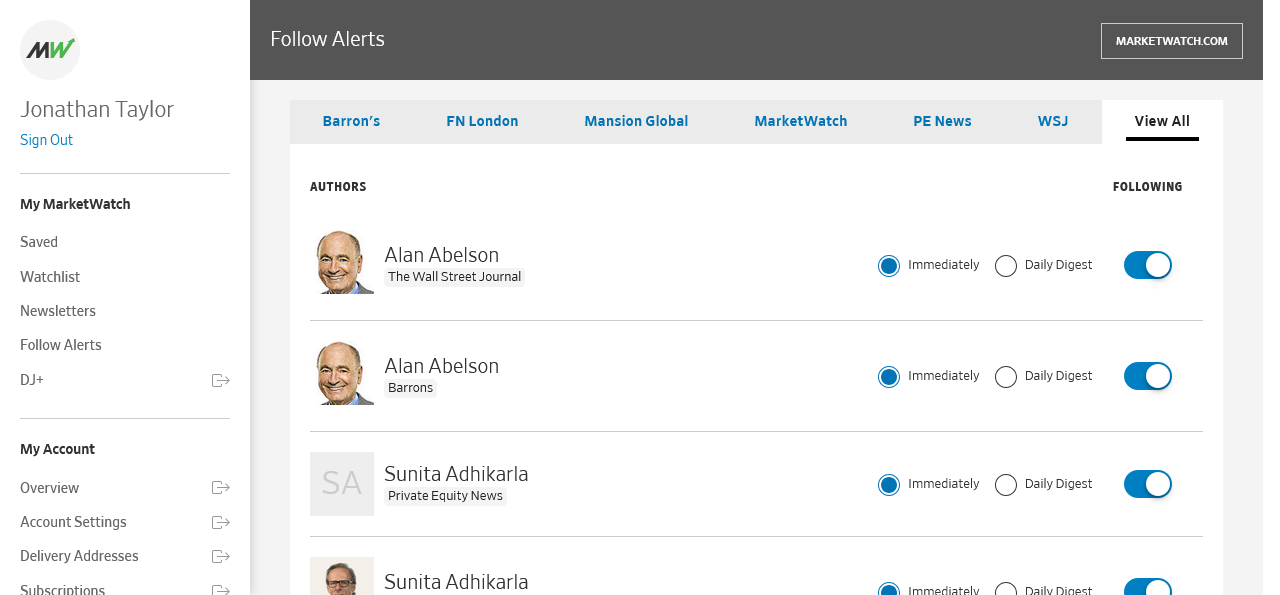 MW
Jonathan Taylor
Sign Out
My MarketWatch
Saved
Watchlist
Newsletters
Follow Alerts
DJ+
My Account
Overview
Account Settings
Delivery Addresses
Subscriptions
Follow Alerts
MARKETWATCH.COM
Barron's FN London Mansion Global MarketWatch PE News WSJ View All
AUTHORS FOLLOWING
Alan Abelson
The Wall Street Journal
Immediately Daily Digest
Alan Abelson
Barrons
Immediately Daily Digest
SA
Sunita Adhikarla
Private Equity News
Immediately Daily Digest
Sunita Adhikarla
Immediately Daily Digest